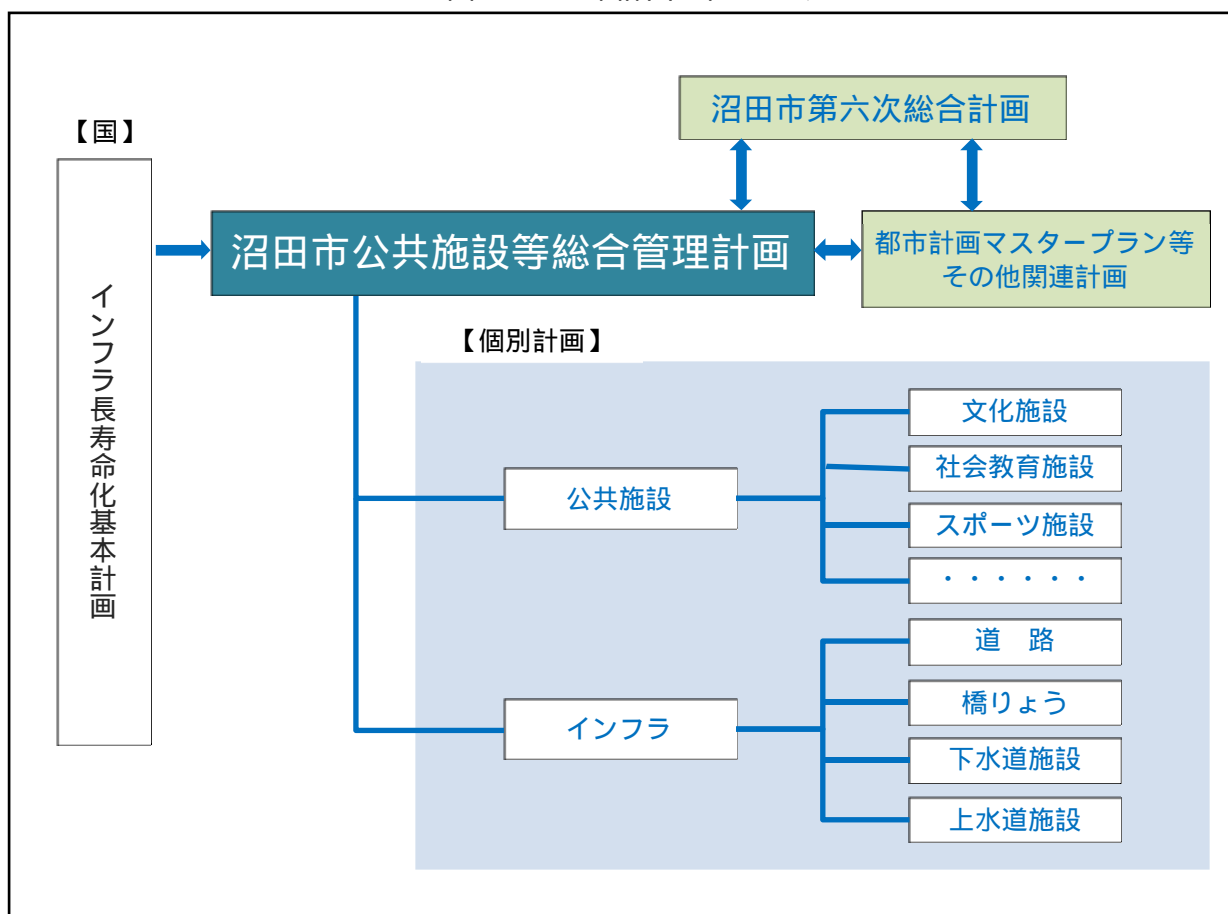 沼田市第六次総合計画
【国】
インフラ長寿命化基本計画
沼田市公共施設等総合管理計画
都市計画マスタープラン等
その他関連計画
【個別計画】
公共施設
文化施設
社会教育施設
スポーツ施設
・・・・・・
インフラ
道　路
橋りょう
下水道施設
上水道施設